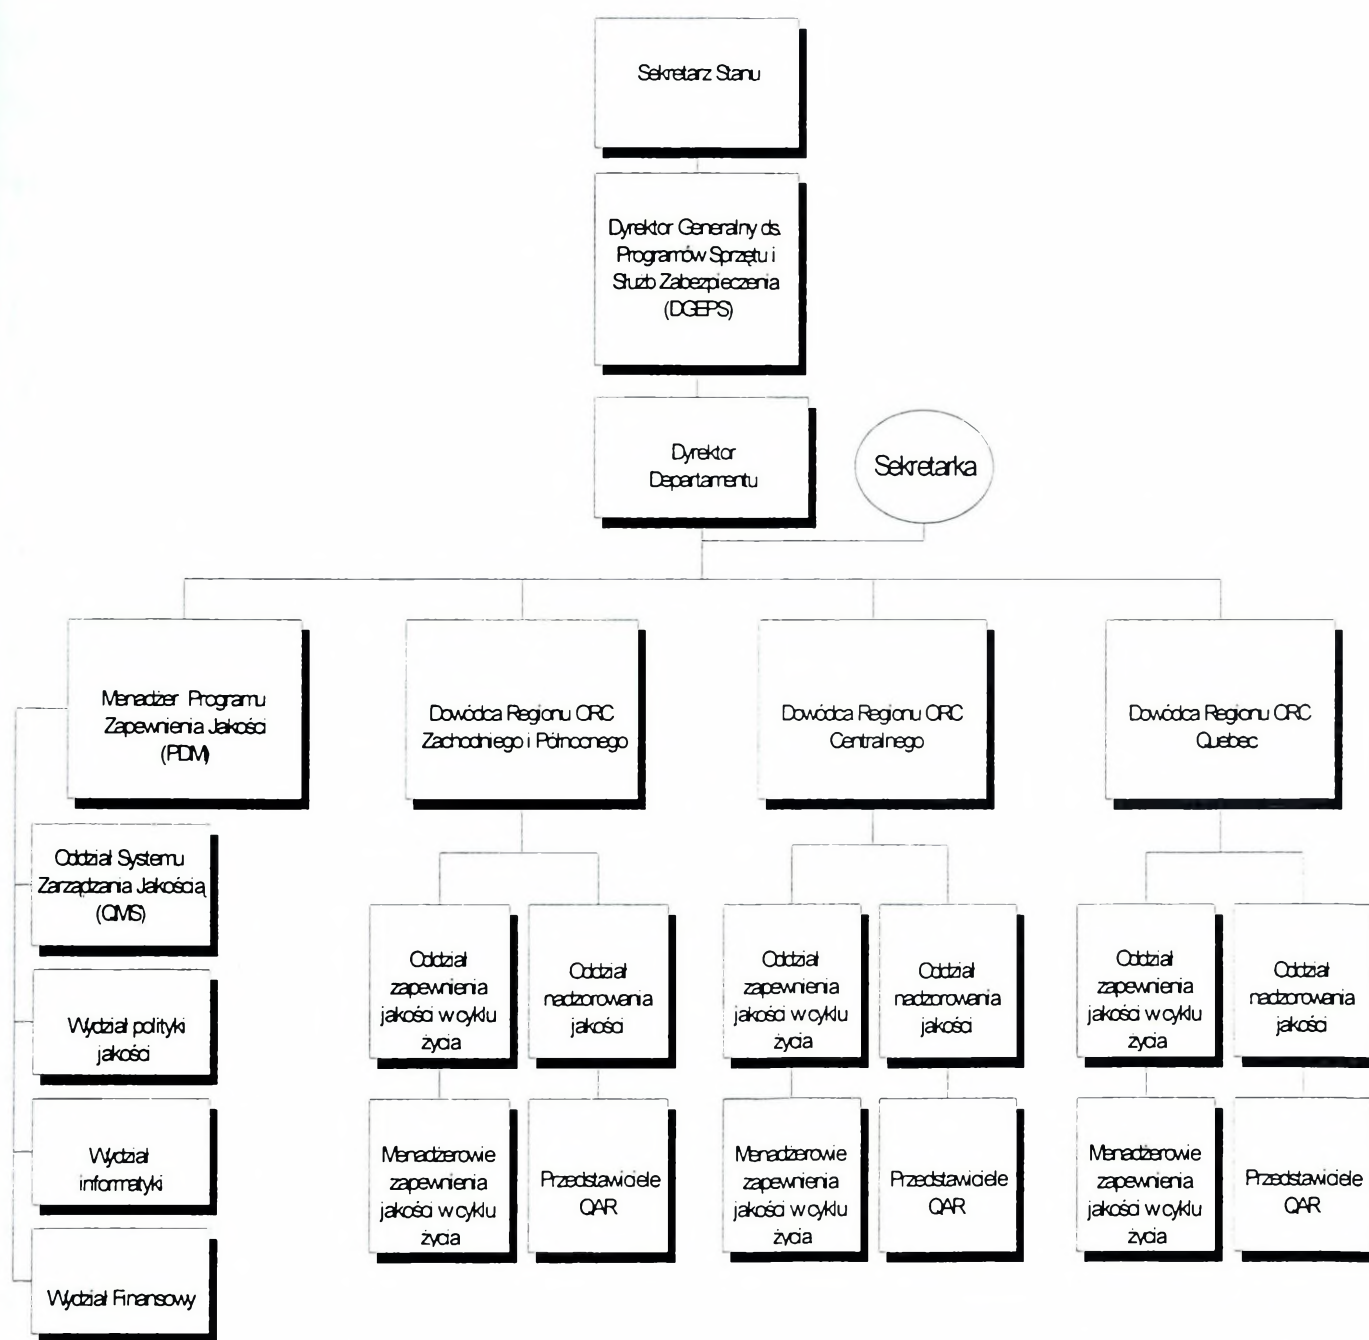 Sekretarz Stanu
Dyrektor Generalny ds.
Programów Sprzętu i
Służb Zabezpieczenia
(DGEPS)
Dyrektor
Departamentu
Sekretarka
Menadżer Programu
Zapewnienia Jakości
(PDM)
Dowódca Regionu ORC
Zachodniego i Północnego
Dowódca Regionu ORC
Centralnego
Dowódca Regionu ORC
Quebec
Oddział Systemu
Zarządzania Jakością
(QMS)
Wydział polityki
jakości
Wydział
informatyki
Wydział Finansowy
Oddział
zapewnienia
jakości w cyklu
życia
Oddział
nadzorowania
jakości
Oddział
zapewnienia
jakości w cyklu
życia
Oddział
nadzorowania
jakości
Oddział
zapewnienia
jakości w cyklu
życia
Oddział
nadzorowania
jakości
Menadżerowie
zapewnienia
jakości w cyklu
życia
Przedstawiciele
QAR
Menadżerowie
zapewnienia
jakości w cyklu
życia
Przedstawiciele
QAR
Menadżerowie
zapewnienia
jakości w cyklu
życia
Przedstawiciele
QAR